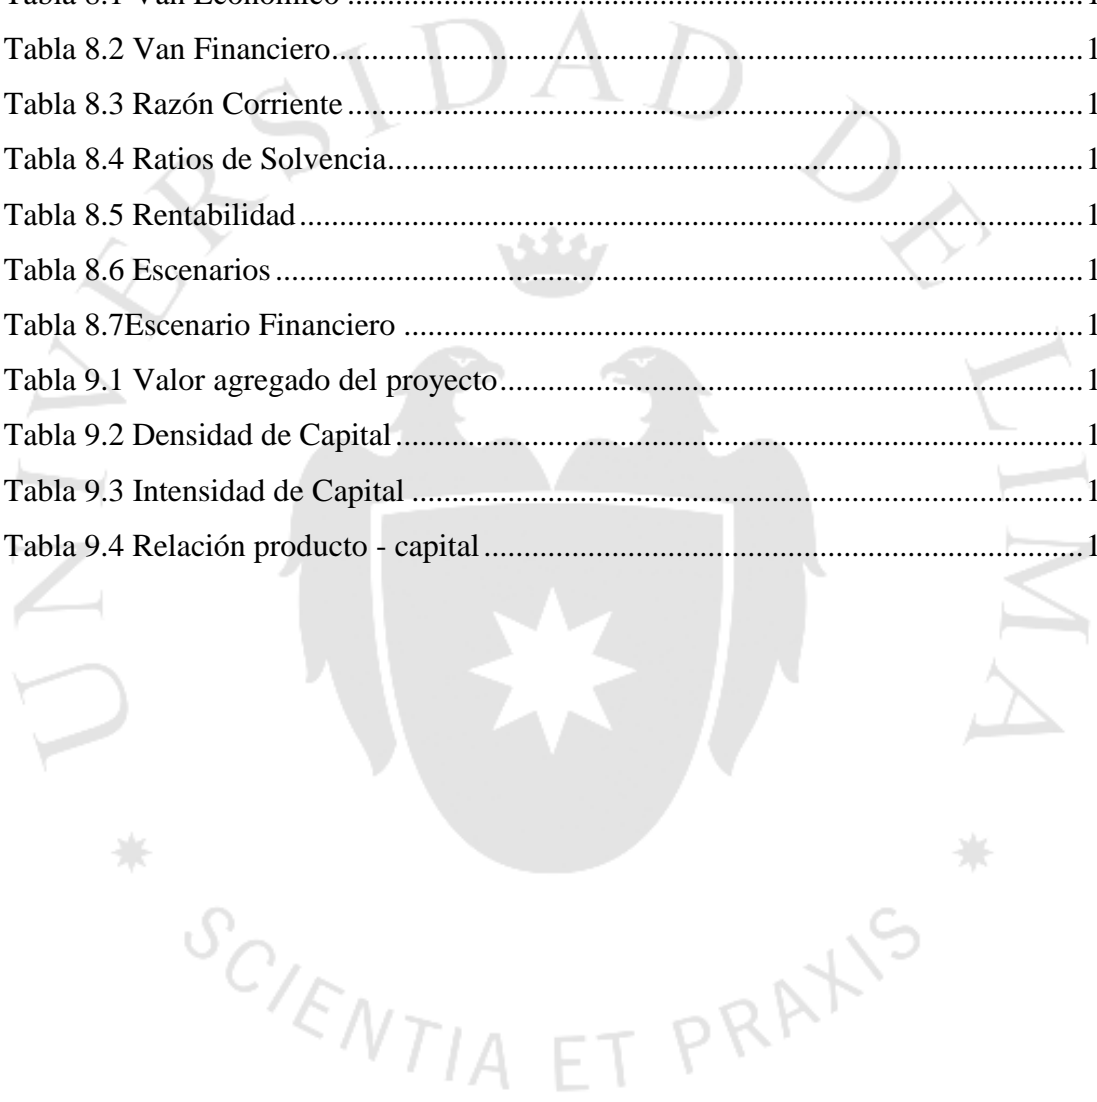 Tabla 8.1 Van Económico ........ 1
Tabla 8.2 Van Financiero ........ 1
Tabla 8.3 Razón Corriente ........ 1
Tabla 8.4 Ratios de Solvencia ........ 1
Tabla 8.5 Rentabilidad ........ 1
Tabla 8.6 Escenarios ........ 1
Tabla 8.7Escenario Financiero ........ 1
Tabla 9.1 Valor agregado del proyecto ........ 1
Tabla 9.2 Densidad de Capital ........ 1
Tabla 9.3 Intensidad de Capital ........ 1
Tabla 9.4 Relación producto - capital ........ 1
UNIVERSIDAD DE LIMA
SCIENTIA ET PRAXIS